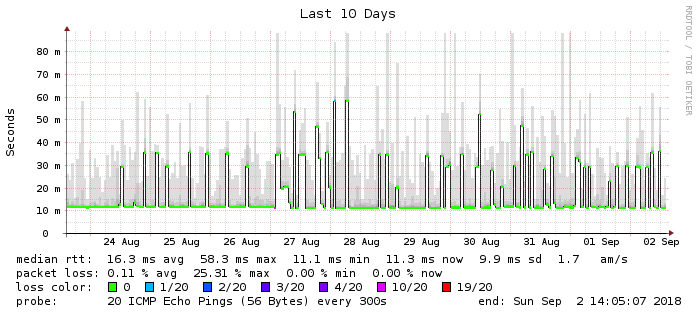 Last 10 Days
RRDTOOL / TOBI OETIKER
Seconds
80 m
70 m
60 m
50 m
40 m
30 m
20 m
10 m
0
24 Aug 25 Aug 26 Aug 27 Aug 28 Aug 29 Aug 30 Aug 31 Aug 01 Sep 02 Sep
median rtt: 16.3 ms avg 58.3 ms max 11.1 ms min 11.3 ms now 9.9 ms sd 1.7 am/s
packet loss: 0.11 % avg 25.31 % max 0.00 % min 0.00 % now
loss color: 0 1/20 2/20 3/20 4/20 10/20 19/20
probe: 20 ICMP Echo Pings (56 Bytes) every 300s end: Sun Sep 2 14:05:07 2018